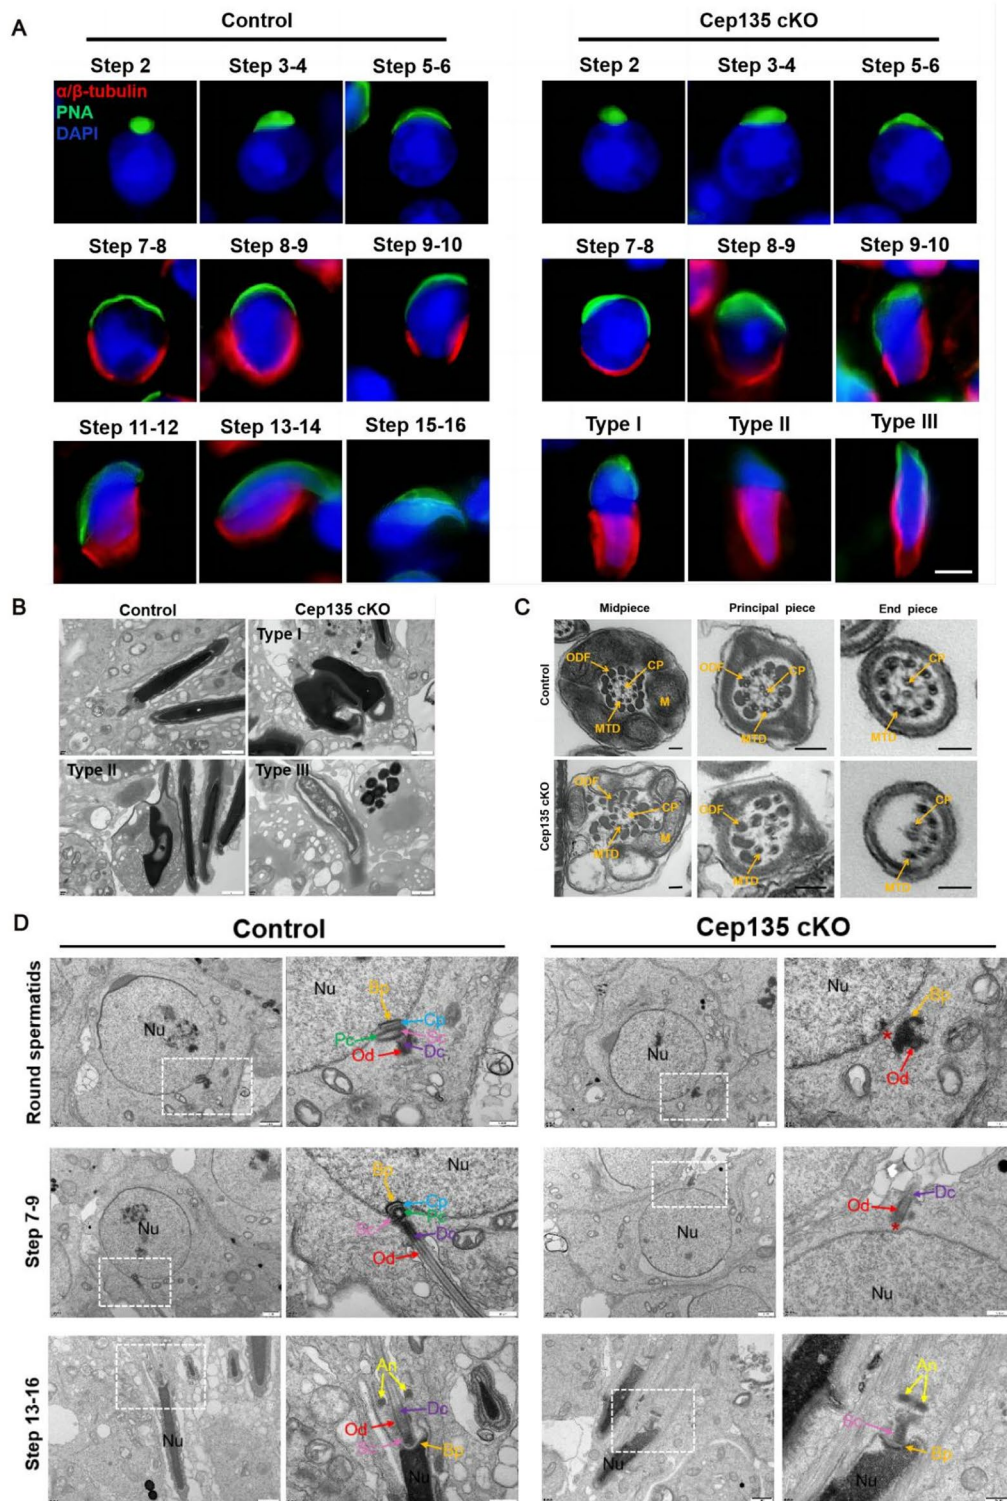 A
Control
Cep135 cKO
Step 2 Step 3-4 Step 5-6 Step 2 Step 3-4 Step 5-6
α/β-tubulin
PNA
DAPI
Step 7-8 Step 8-9 Step 9-10 Step 7-8 Step 8-9 Step 9-10
Step 11-12 Step 13-14 Step 15-16 Type I Type II Type III
B
Control Cep135 cKO
Type I
Type II Type III
C
Midpiece Principal piece End piece
Control
ODF CP M MTD
ODF CP MTD
CP MTD
Cep135 cKO
ODF CP MTD M
ODF CP MTD
CP MTD
D
Control
Cep135 cKO
Round spermatids
Nu
Nu Bp Cp Sc Pc Dc Od
Nu
Nu Bp * Od
Step 7-9
Nu
Nu Bp Cp Pc Sc Dc Od
Nu
Dc Od * Nu
Step 13-16
Nu
An Dc Od Sc Bp Nu
Nu
An Sc Bp Nu